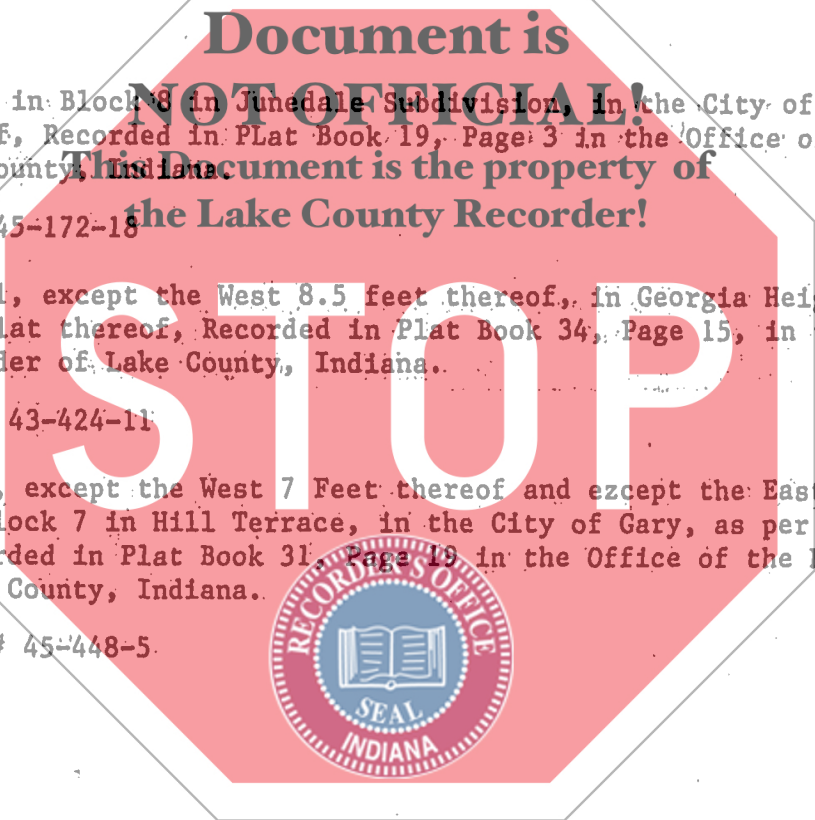 Document is
NOT OFFICIAL!
This Document is the property of
the Lake County Recorder!
in Block 8 in Junedale Subdivision, in the City of
Recorded in PLat Book 19, Page 3 in the Office
Indiana.
45-172-18
except the West 8.5 feet thereof, in Georgia
thereof, Recorded in Plat Book 34, Page 15, in
of Lake County, Indiana.
43-424-11
STOP
except the West 7 Feet thereof and ezcept the East
lock 7 in Hill Terrace, in the City of Gary, as per
rded in Plat Book 31, Page 19 in the Office of the
County, Indiana.
# 45-448-5
RECORDER'S OFFICE
SEAL
INDIANA